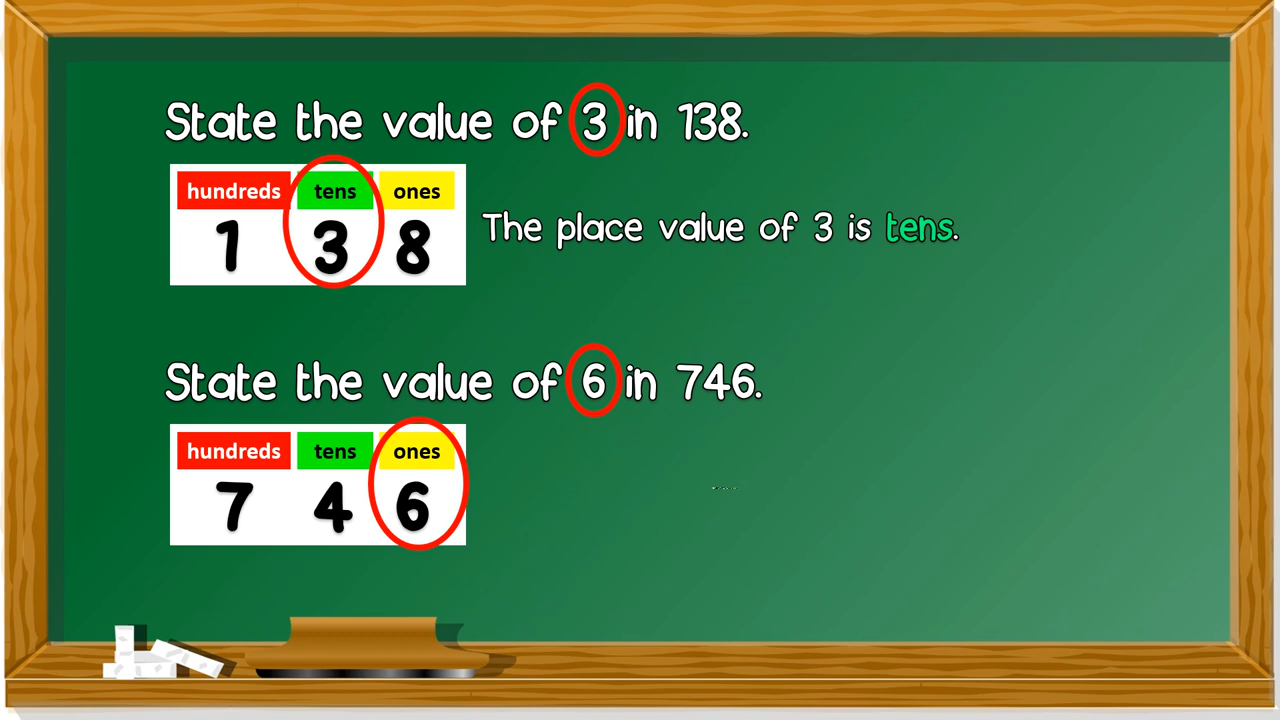 State the value of 3 in 138.
hundreds tens ones
1 3 8
The place value of 3 is tens.
State the value of 6 in 746.
hundreds tens ones
7 4 6